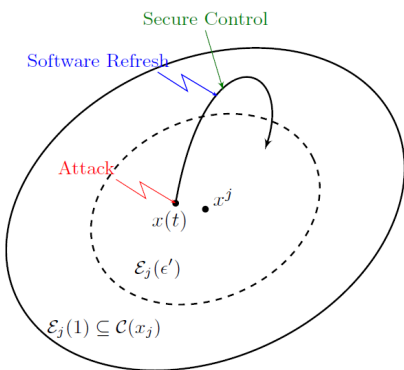 Secure Control
Software Refresh
Attack
x(t)
x^j
ℰ_j(ϵ′)
ℰ_j(1) ⊆ 𝒞(x_j)